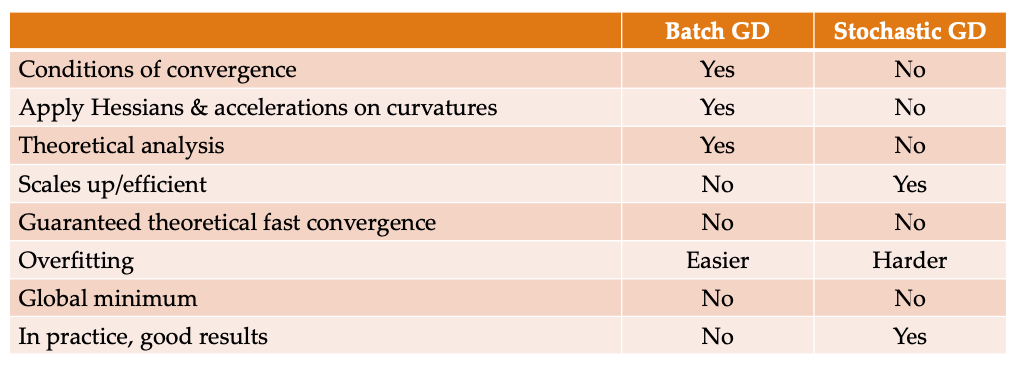 Batch GD Stochastic GD
Conditions of convergence Yes No
Apply Hessians & accelerations on curvatures Yes No
Theoretical analysis Yes No
Scales up/efficient No Yes
Guaranteed theoretical fast convergence No No
Overfitting Easier Harder
Global minimum No No
In practice, good results No Yes